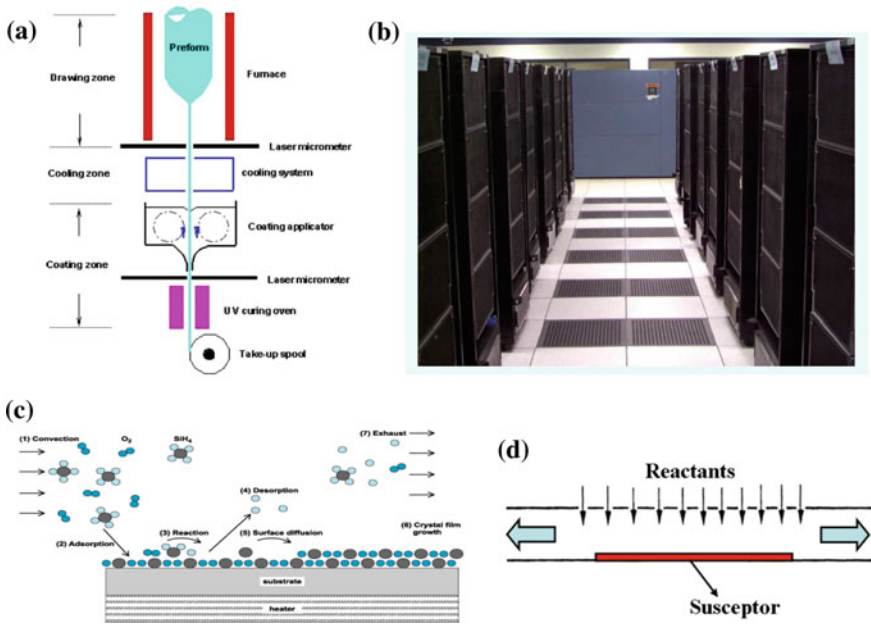 (a)
Preform
Drawing zone
Furnace
Laser micrometer
Cooling zone
cooling system
Coating applicator
Coating zone
Laser micrometer
UV curing oven
Take-up spool
(b)
(c)
(1) Convection
O₂
SiH₄
(7) Exhaust
(4) Desorption
(2) Adsorption
(3) Reaction
(5) Surface diffusion
(6) Crystal film
growth
substrate
heater
(d)
Reactants
Susceptor